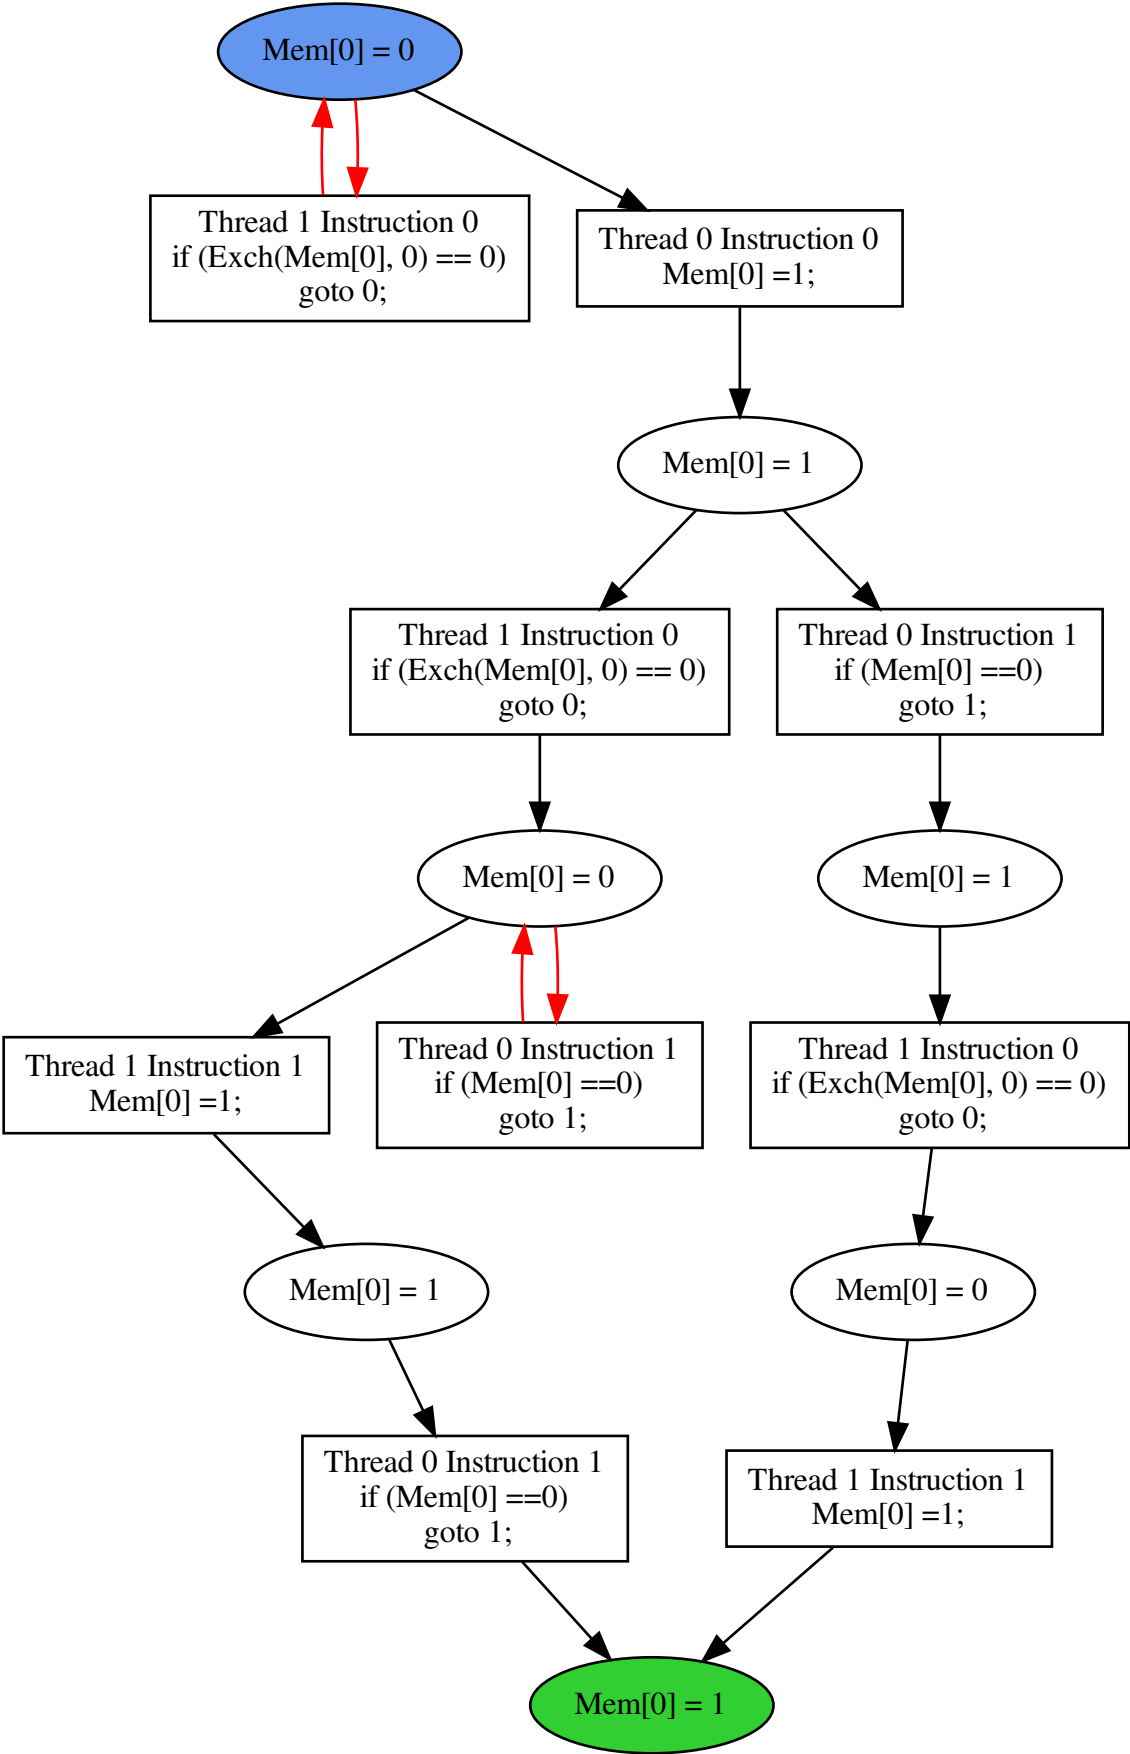 Mem[0] = 0
Thread 1 Instruction 0
if (Exch(Mem[0], 0) == 0)
goto 0;
Thread 0 Instruction 0
Mem[0] =1;
Mem[0] = 1
Thread 1 Instruction 0
if (Exch(Mem[0], 0) == 0)
goto 0;
Thread 0 Instruction 1
if (Mem[0] ==0)
goto 1;
Mem[0] = 0
Mem[0] = 1
Thread 1 Instruction 1
Mem[0] =1;
Thread 0 Instruction 1
if (Mem[0] ==0)
goto 1;
Thread 1 Instruction 0
if (Exch(Mem[0], 0) == 0)
goto 0;
Mem[0] = 1
Mem[0] = 0
Thread 0 Instruction 1
if (Mem[0] ==0)
goto 1;
Thread 1 Instruction 1
Mem[0] =1;
Mem[0] = 1